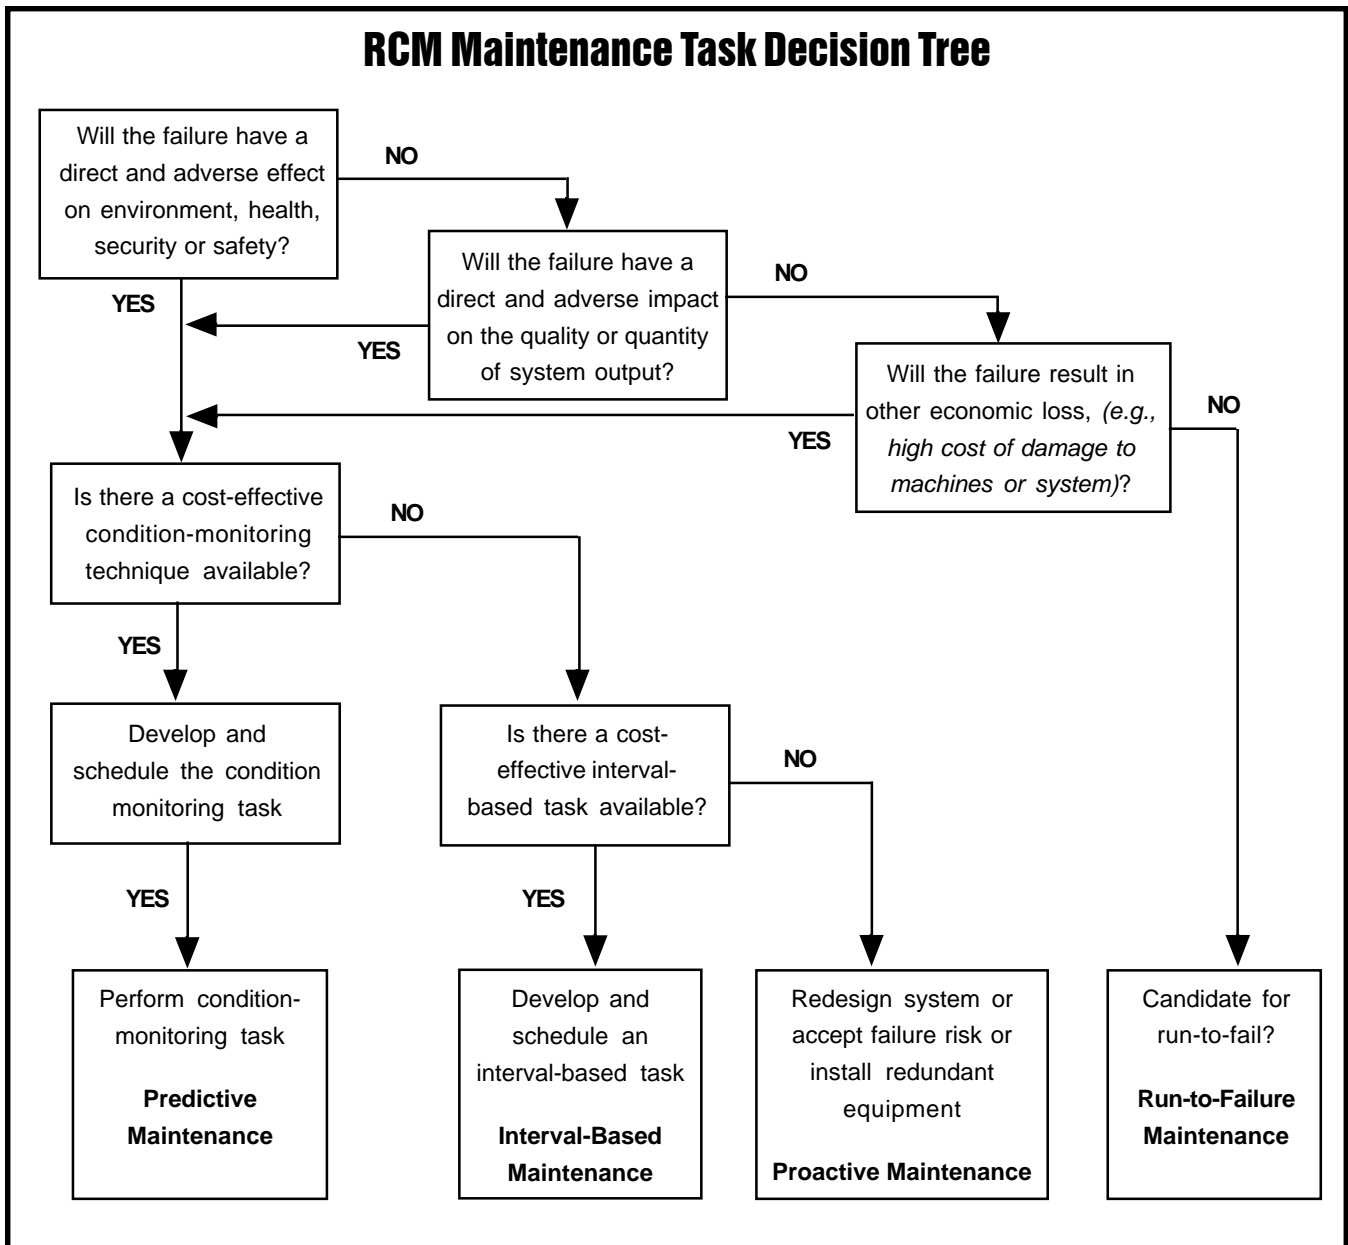 RCM Maintenance Task Decision Tree
Will the failure have a
direct and adverse effect
on environment, health,
security or safety?
NO
YES
Will the failure have a
direct and adverse impact
on the quality or quantity
of system output?
NO
YES
Will the failure result in
other economic loss, (e.g.,
high cost of damage to
machines or system)?
NO
YES
Is there a cost-effective
condition-monitoring
technique available?
NO
YES
Develop and
schedule the condition
monitoring task
YES
Is there a cost-
effective interval-
based task available?
NO
YES
Perform condition-
monitoring task
Predictive
Maintenance
Develop and
schedule an
interval-based task
Interval-Based
Maintenance
Redesign system or
accept failure risk or
install redundant
equipment
Proactive Maintenance
Candidate for
run-to-fail?
Run-to-Failure
Maintenance